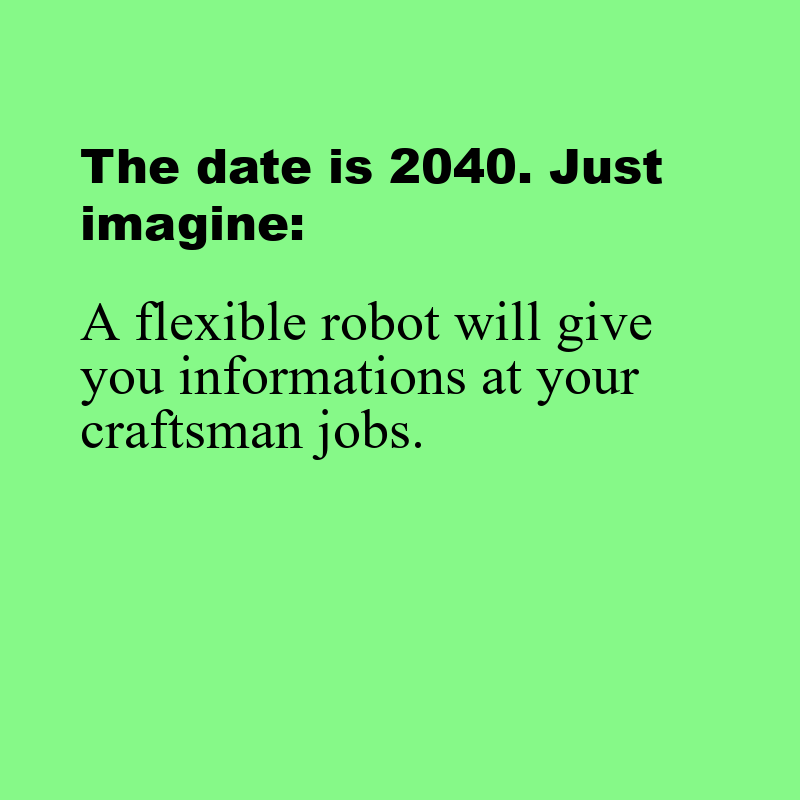 The date is 2040. Just
imagine:
A flexible robot will give
you informations at your
craftsman jobs.